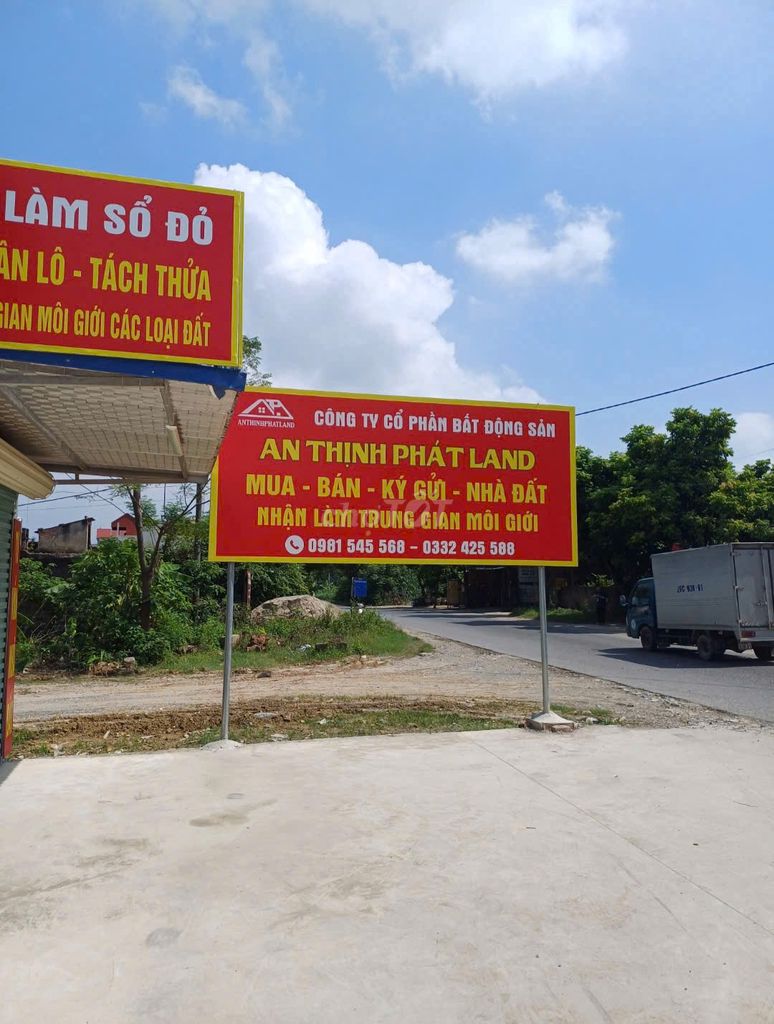 LÀM SỔ ĐỎ
ÂN LÔ - TÁCH THỬA
GIAN MÔI GIỚI CÁC LOẠI ĐẤT
ANTHINHPHATLAND
CÔNG TY CỔ PHẦN BẤT ĐỘNG SẢN
AN THỊNH PHÁT LAND
MUA - BÁN - KÝ GỬI - NHÀ ĐẤT
NHẬN LÀM TRUNG GIAN MÔI GIỚI
0981 545 568 - 0332 425 588
chợTỐT